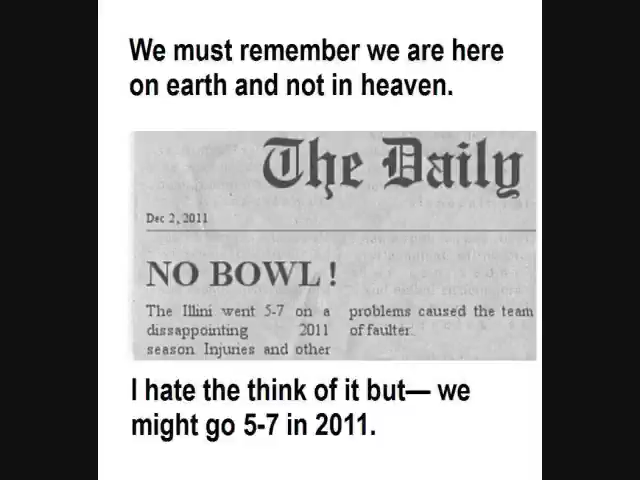 We must remember we are here
on earth and not in heaven.
The Daily
Dec 2, 2011
NO BOWL !
The Illini went 5-7 on a
dissappointing 2011
season Injuries and other
problems caused the team
of faulter.
I hate the think of it but— we
might go 5-7 in 2011.